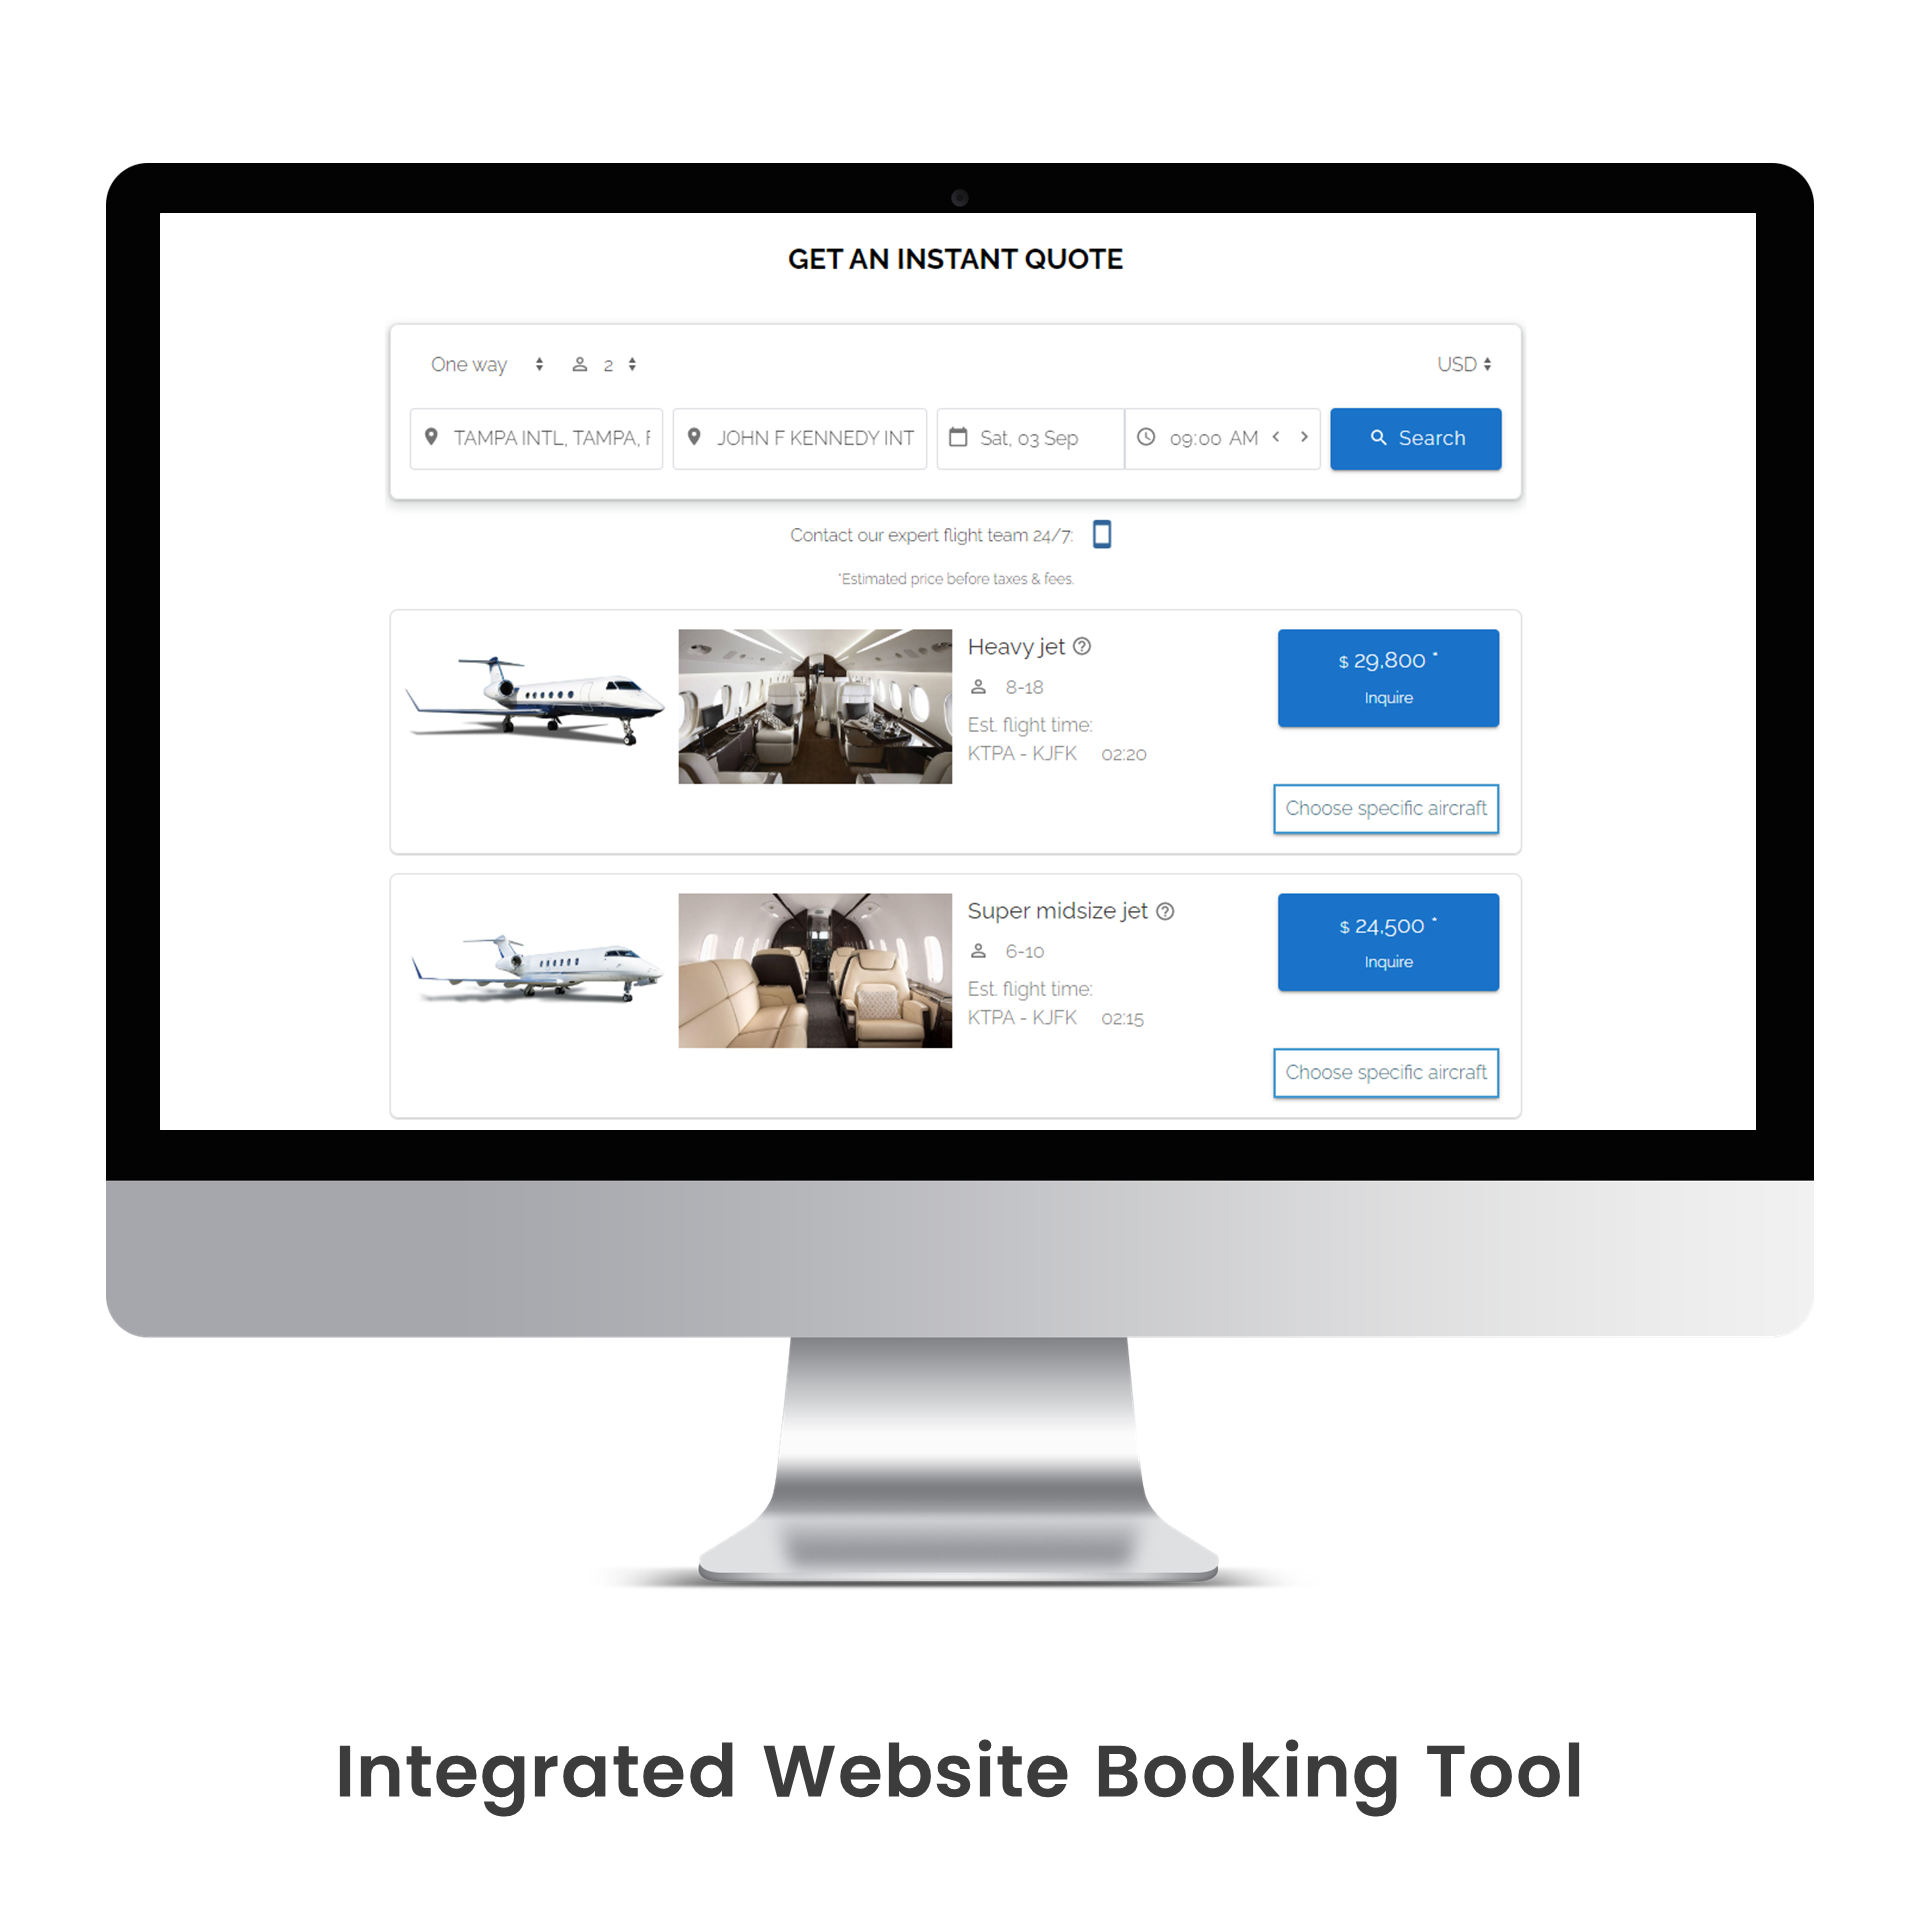 GET AN INSTANT QUOTE
One way 2 USD
TAMPA INTL, TAMPA, F JOHN F KENNEDY INT Sat, 03 Sep 09:00 AM Search
Contact our expert flight team 24/7:
*Estimated price before taxes & fees.
Heavy jet
8-18
Est. flight time:
KTPA - KJFK 02:20
$ 29,800 *
Inquire
Choose specific aircraft
Super midsize jet
6-10
Est. flight time:
KTPA - KJFK 02:15
$ 24,500 *
Inquire
Choose specific aircraft
Integrated Website Booking Tool